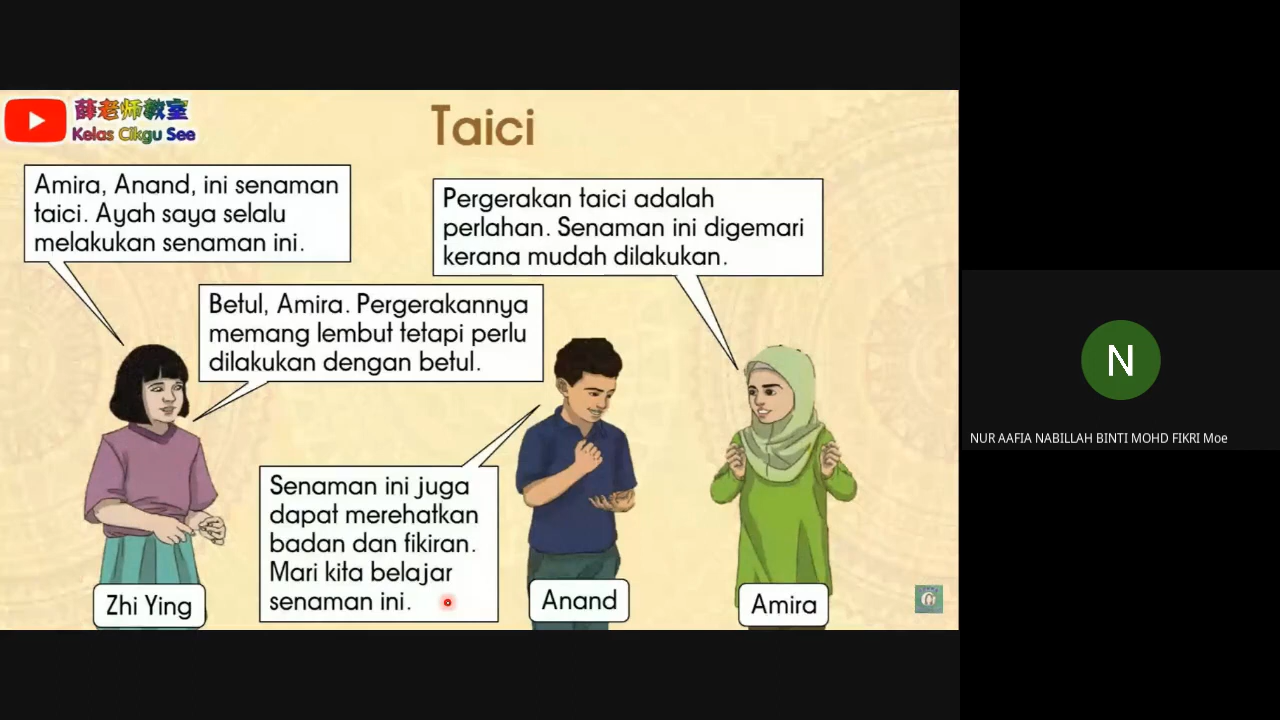 薛老师教室
Kelas Cikgu See
Taici
Amira, Anand, ini senaman
taici. Ayah saya selalu
melakukan senaman ini.
Pergerakan taici adalah
perlahan. Senaman ini digemari
kerana mudah dilakukan.
Betul, Amira. Pergerakannya
memang lembut tetapi perlu
dilakukan dengan betul.
Senaman ini juga
dapat merehatkan
badan dan fikiran.
Mari kita belajar
senaman ini.
Zhi Ying
Anand
Amira
N
NUR AAFIA NABILLAH BINTI MOHD FIKRI Moe